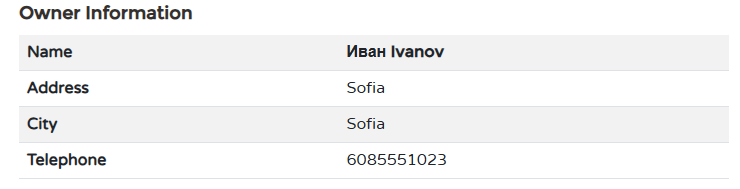 Owner Information
Name Иван Ivanov
Address Sofia
City Sofia
Telephone 6085551023